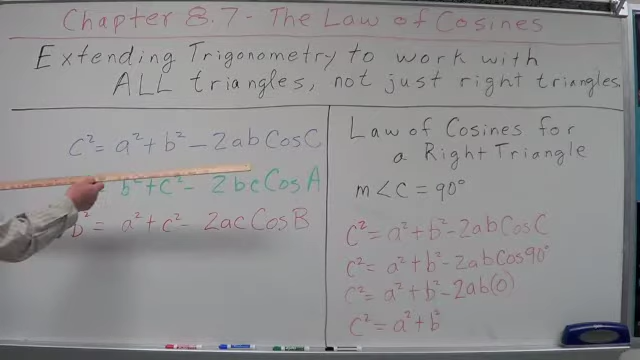 Chapter 8.7 - The Law of Cosines
Extending Trigonometry to work with
ALL triangles, not just right triangles.
c² = a² + b² - 2ab Cos C
b² + c² - 2bc Cos A
b² = a² + c² - 2ac Cos B
Law of Cosines for
a Right Triangle
m<C = 90°
c² = a² + b² - 2ab Cos C
c² = a² + b² - 2ab Cos 90°
c² = a² + b² - 2ab(0)
c² = a² + b²